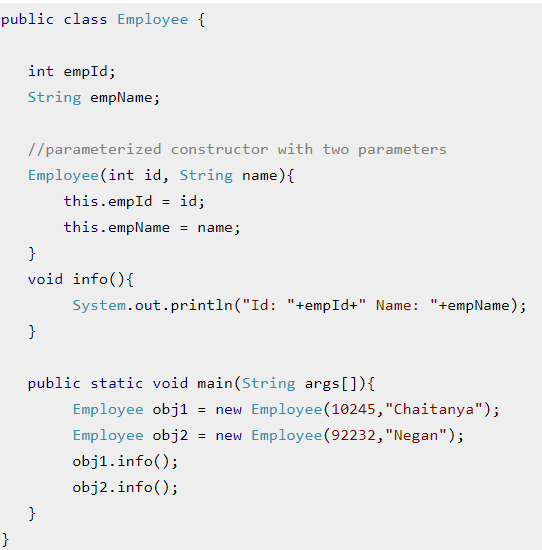 public class Employee {
int empId;
String empName;
//parameterized constructor with two parameters
Employee(int id, String name){
this.empId = id;
this.empName = name;
}
void info(){
System.out.println("Id: "+empId+" Name: "+empName);
}
public static void main(String args[]){
Employee obj1 = new Employee(10245,"Chaitanya");
Employee obj2 = new Employee(92232,"Negan");
obj1.info();
obj2.info();
}
}